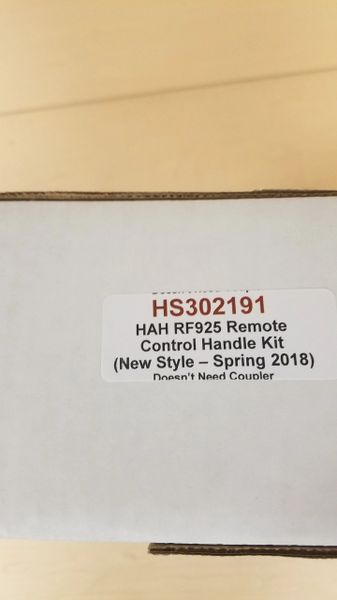 HS302191
HAH RF925 Remote
Control Handle Kit
(New Style – Spring 2018)
Doesn't Need Coupler